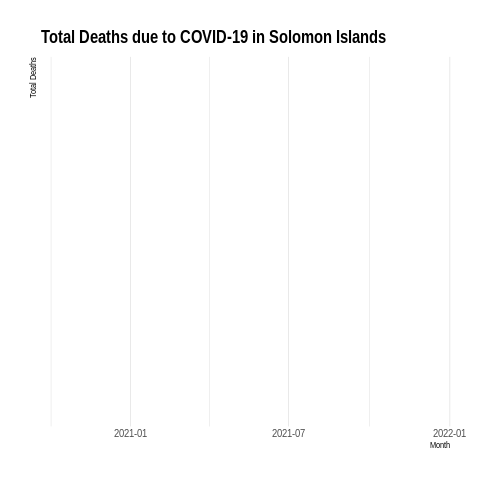 Total Deaths due to COVID-19 in Solomon Islands
Total Deaths
2021-01
2021-07
2022-01
Month